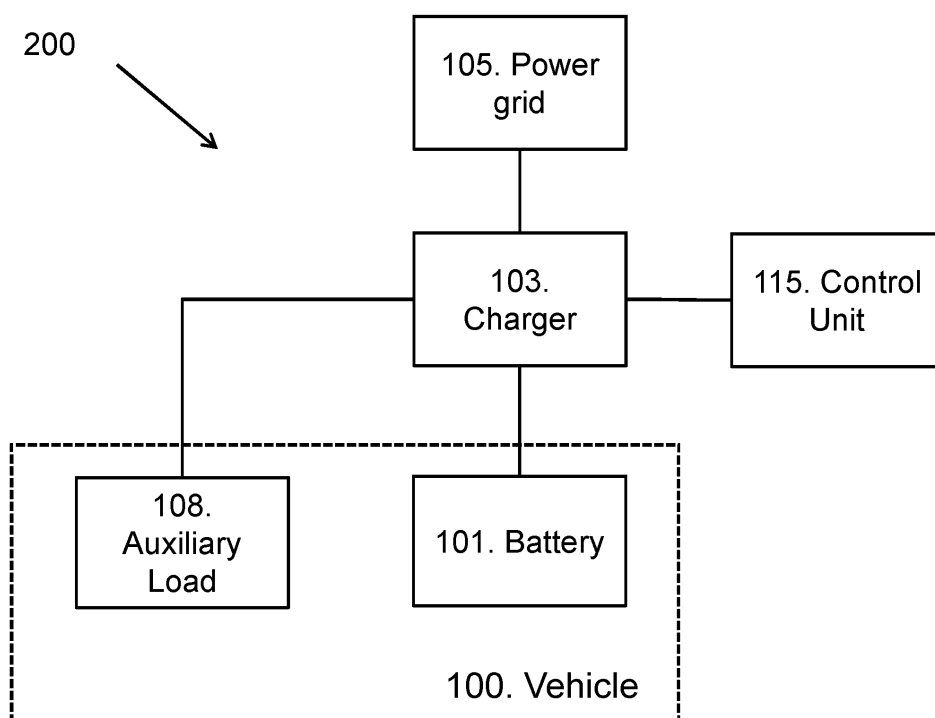 200
105. Power
grid
103.
Charger
115. Control
Unit
108.
Auxiliary
Load
101. Battery
100. Vehicle